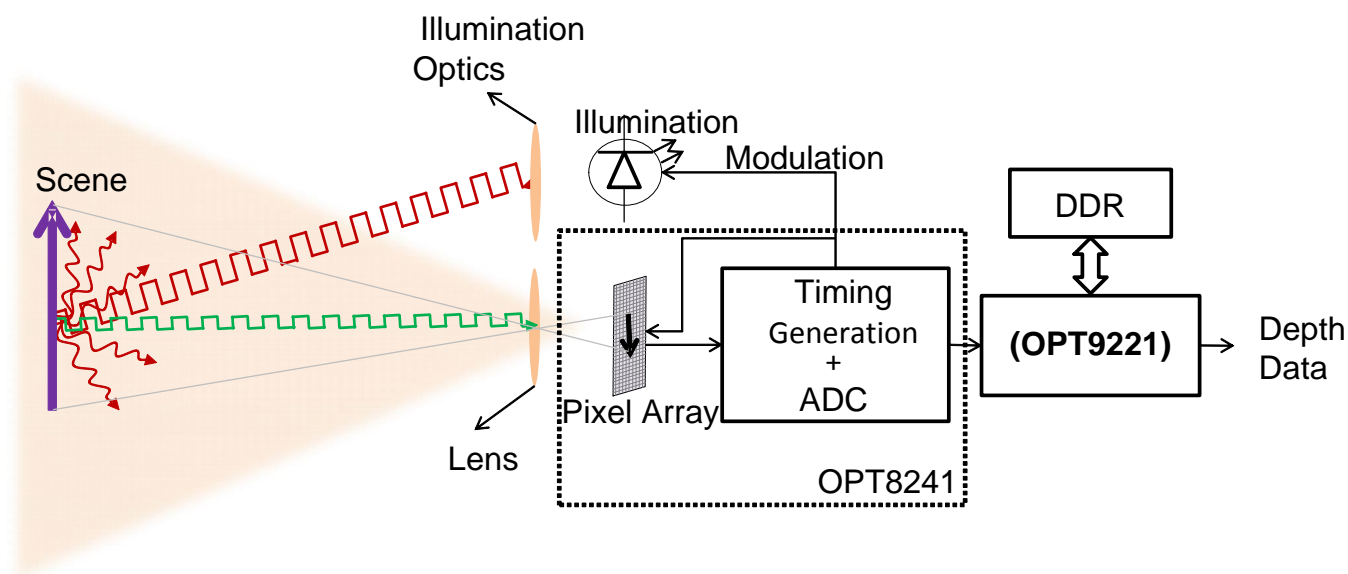 Illumination
Optics
Illumination
Modulation
Scene
DDR
Timing
Generation
+
ADC
(OPT9221)
Depth
Data
Pixel Array
Lens
OPT8241